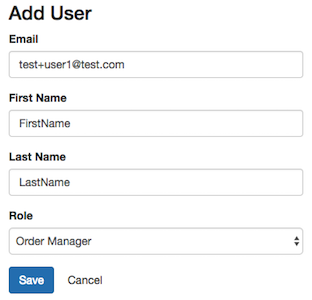 Add User
Email
test+user1@test.com
First Name
FirstName
Last Name
LastName
Role
Order Manager
Save Cancel